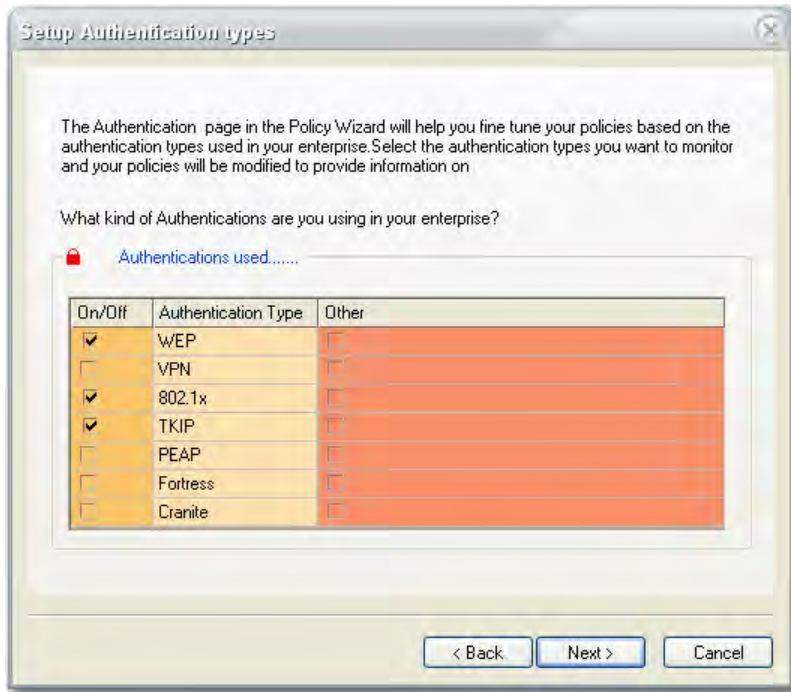 Setup Authentication types
The Authentication page in the Policy Wizard will help you fine tune your policies based on the
authentication types used in your enterprise.Select the authentication types you want to monitor
and your policies will be modified to provide information on
What kind of Authentications are you using in your enterprise?
Authentications used.......
On/Off Authentication Type Other
WEP
VPN
802.1x
TKIP
PEAP
Fortress
Cranite
< Back Next > Cancel